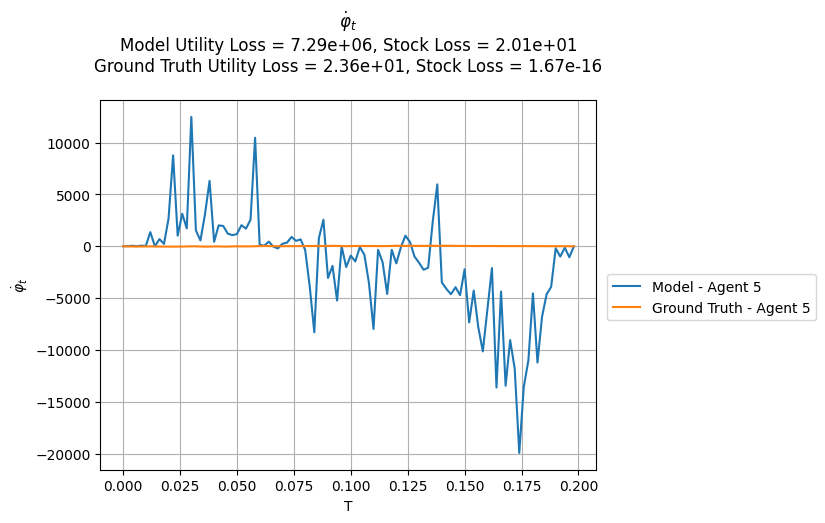 φ̇ₜ
Model Utility Loss = 7.29e+06, Stock Loss = 2.01e+01
Ground Truth Utility Loss = 2.36e+01, Stock Loss = 1.67e-16
10000
5000
0
−5000
−10000
−15000
−20000
φ̇ₜ
0.000 0.025 0.050 0.075 0.100 0.125 0.150 0.175 0.200
T
Model - Agent 5
Ground Truth - Agent 5